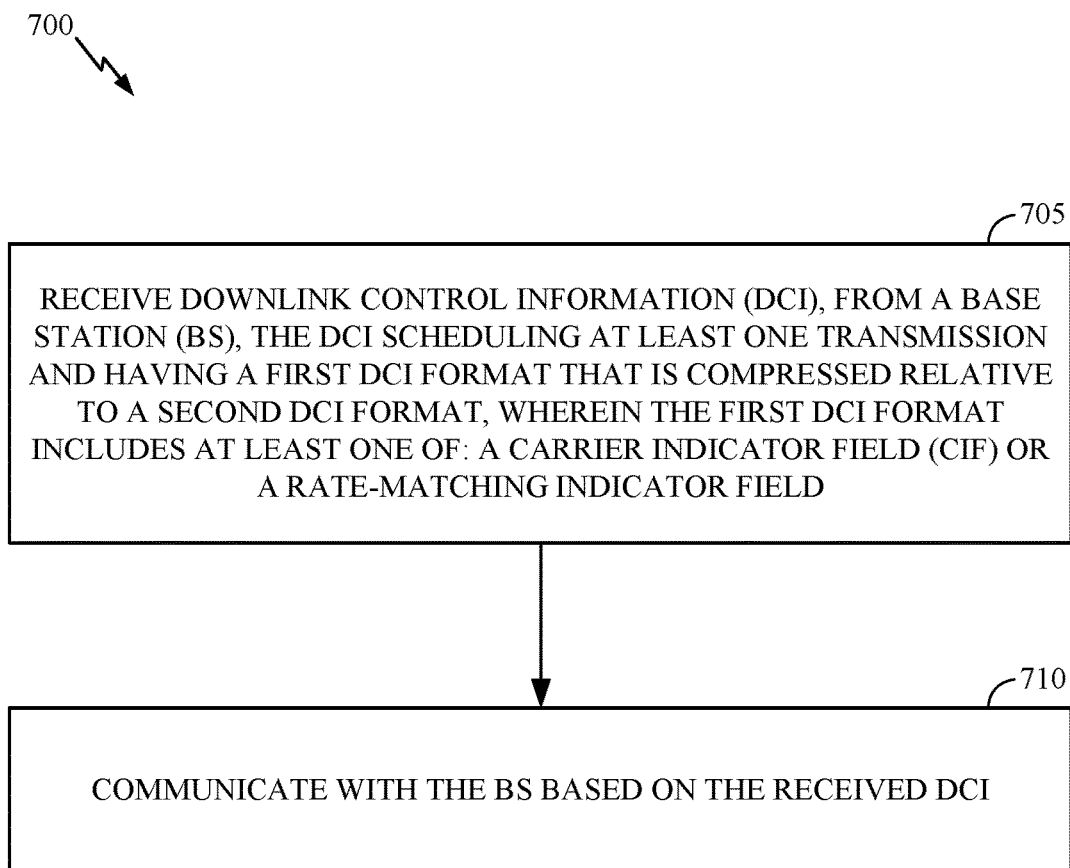 700
705
RECEIVE DOWNLINK CONTROL INFORMATION (DCI), FROM A BASE
STATION (BS), THE DCI SCHEDULING AT LEAST ONE TRANSMISSION
AND HAVING A FIRST DCI FORMAT THAT IS COMPRESSED RELATIVE
TO A SECOND DCI FORMAT, WHEREIN THE FIRST DCI FORMAT
INCLUDES AT LEAST ONE OF: A CARRIER INDICATOR FIELD (CIF) OR
A RATE-MATCHING INDICATOR FIELD
710
COMMUNICATE WITH THE BS BASED ON THE RECEIVED DCI